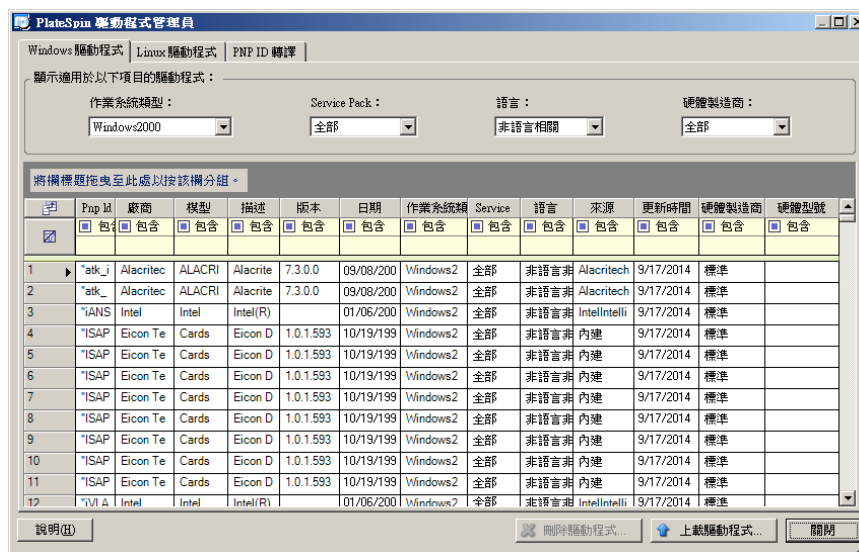 PlateSpin 驅動程式管理員
Windows 驅動程式 Linux 驅動程式 PNP ID 轉譯
顯示適用於以下項目的驅動程式：
作業系統類型： Service Pack： 語言： 硬體製造商：
Windows2000 全部 非語言相關 全部
將欄標題拖曳至此處以按該欄分組。
Pnp Id 廠商 模型 描述 版本 日期 作業系統類 Service 語言 來源 更新時間 硬體製造商 硬體型號
包含 包含 包含 包含 包含 包含 包含 包含 包含 包含 包含 包含 包含
1 "atk_i Alacritec ALACRI Alacrite 7.3.0.0 09/08/200 Windows2 全部 非語言非 Alacritech 9/17/2014 標準
2 "atk_ Alacritec ALACRI Alacrite 7.3.0.0 09/08/200 Windows2 全部 非語言非 Alacritech 9/17/2014 標準
3 "iANS Intel Intel Intel(R) 01/06/200 Windows2 全部 非語言非 IntelIntelli 9/17/2014 標準
4 "ISAP Eicon Te Cards Eicon D 1.0.1.593 10/19/199 Windows2 全部 非語言非 內建 9/17/2014 標準
5 "ISAP Eicon Te Cards Eicon D 1.0.1.593 10/19/199 Windows2 全部 非語言非 內建 9/17/2014 標準
6 "ISAP Eicon Te Cards Eicon D 1.0.1.593 10/19/199 Windows2 全部 非語言非 內建 9/17/2014 標準
7 "ISAP Eicon Te Cards Eicon D 1.0.1.593 10/19/199 Windows2 全部 非語言非 內建 9/17/2014 標準
8 "ISAP Eicon Te Cards Eicon D 1.0.1.593 10/19/199 Windows2 全部 非語言非 內建 9/17/2014 標準
9 "ISAP Eicon Te Cards Eicon D 1.0.1.593 10/19/199 Windows2 全部 非語言非 內建 9/17/2014 標準
10 "ISAP Eicon Te Cards Eicon D 1.0.1.593 10/19/199 Windows2 全部 非語言非 內建 9/17/2014 標準
11 "ISAP Eicon Te Cards Eicon D 1.0.1.593 10/19/199 Windows2 全部 非語言非 內建 9/17/2014 標準
12 "iVLA Intel Intel Intel(R) 01/06/200 Windows2 全部 非語言非 IntelIntelli 9/17/2014 標準
說明(H) 刪除驅動程式... 上載驅動程式... 關閉